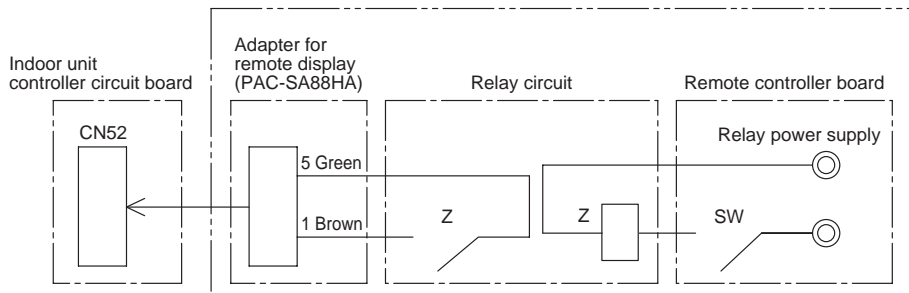 Indoor unit
controller circuit board
Adapter for
remote display
(PAC-SA88HA)
Relay circuit
Remote controller board
CN52
Relay power supply
5 Green
1 Brown
Z
Z
SW